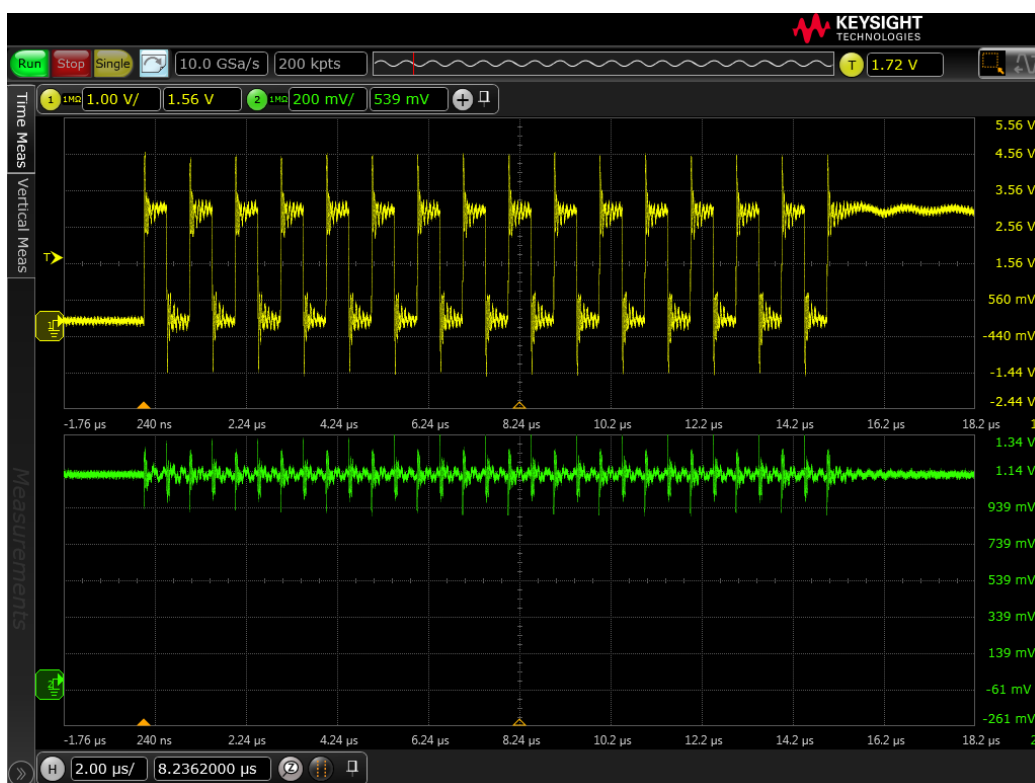 KEYSIGHT
TECHNOLOGIES
Run Stop Single 10.0 GSa/s 200 kpts T 1.72 V
1 1MΩ 1.00 V/ 1.56 V 2 1MΩ 200 mV/ 539 mV +
Time Meas
Vertical Meas
Measurements
5.56 V
4.56 V
3.56 V
2.56 V
T 1.56 V
560 mV
1 -440 mV
-1.44 V
-2.44 V
-1.76 µs 240 ns 2.24 µs 4.24 µs 6.24 µs 8.24 µs 10.2 µs 12.2 µs 14.2 µs 16.2 µs 18.2 µs 1
1.34 V
1.14 V
939 mV
739 mV
539 mV
339 mV
139 mV
2 -61 mV
-261 mV
-1.76 µs 240 ns 2.24 µs 4.24 µs 6.24 µs 8.24 µs 10.2 µs 12.2 µs 14.2 µs 16.2 µs 18.2 µs 2
H 2.00 µs/ 8.2362000 µs Z